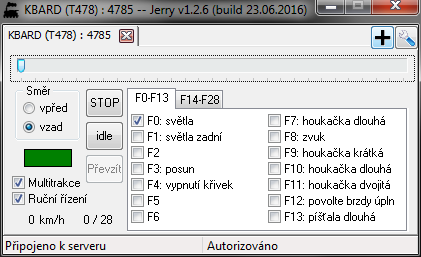 KBARD (T478) : 4785 -- Jerry v1.2.6 (build 23.06.2016)
KBARD (T478) : 4785
Směr
vpřed
vzad
STOP
idle
Převzít
Multitrakce
Ruční řízení
0 km/h 0 / 28
F0-F13 F14-F28
F0: světla
F1: světla zadní
F2
F3: posun
F4: vypnutí křivek
F5
F6
F7: houkačka dlouhá
F8: zvuk
F9: houkačka krátká
F10: houkačka dlouhá
F11: houkačka dvojitá
F12: povolte brzdy úpln
F13: píšťala dlouhá
Připojeno k serveru Autorizováno